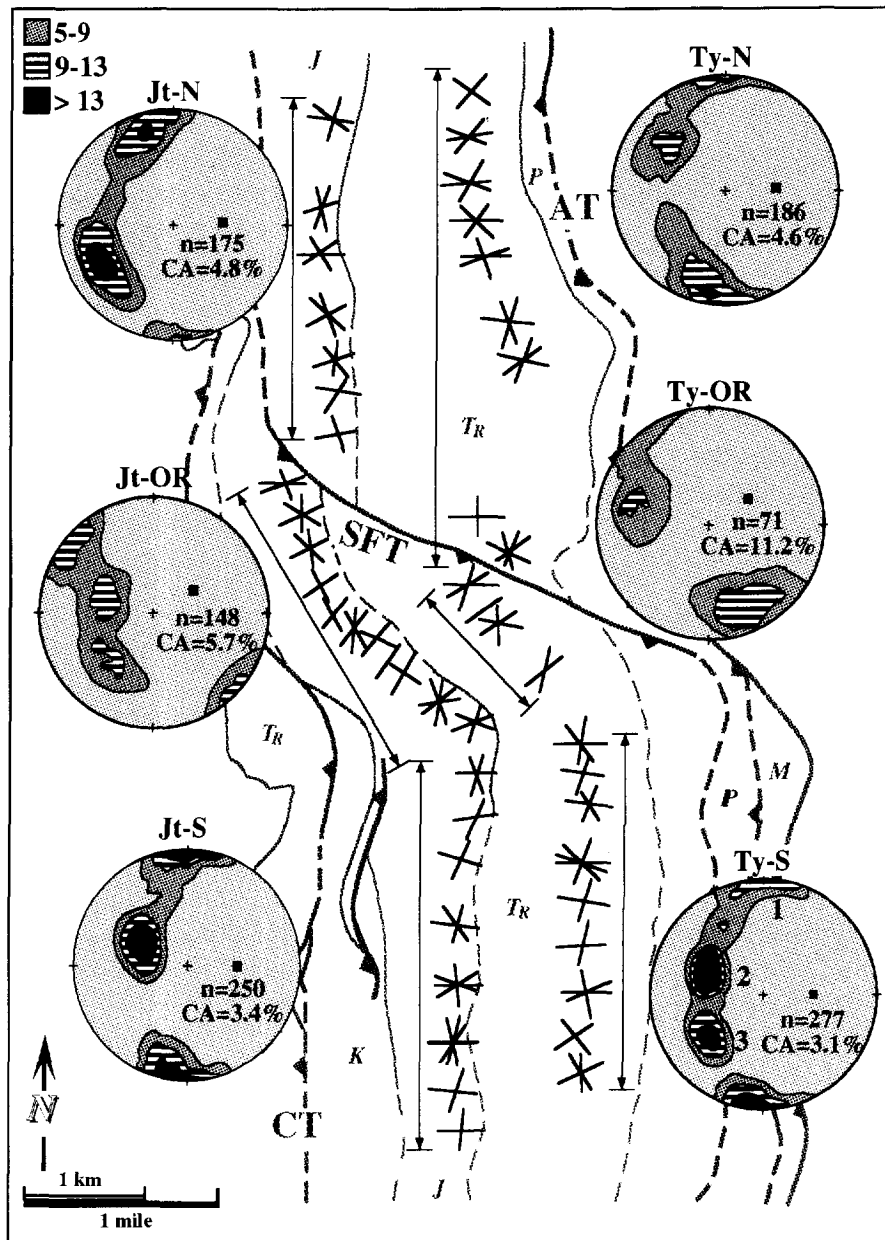 5-9
9-13
> 13
Jt-N
n=175
CA=4.8%
J
P
AT
Ty-N
n=186
CA=4.6%
TR
Jt-OR
n=148
CA=5.7%
SFT
Ty-OR
n=71
CA=11.2%
TR
P
M
Jt-S
n=250
CA=3.4%
TR
Ty-S
1
2
3
n=277
CA=3.1%
K
CT
J
N
1 km
1 mile